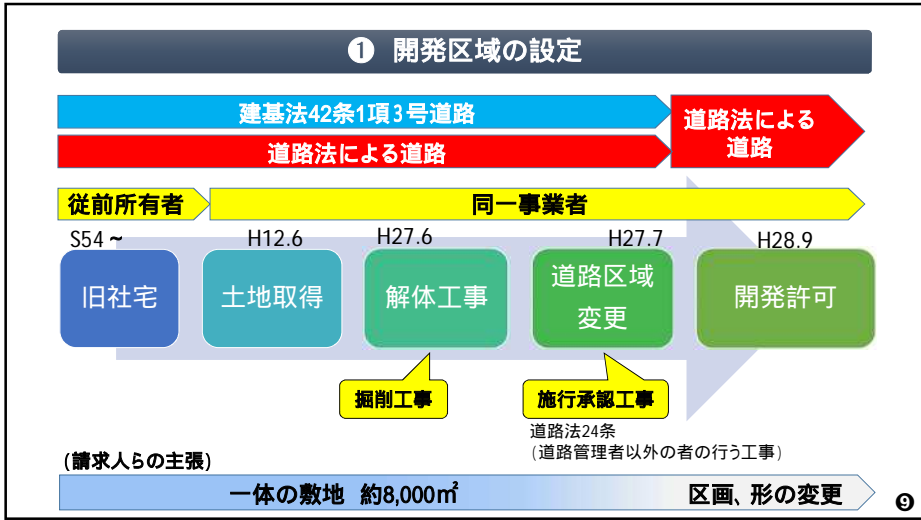 ❶ 開発区域の設定
建基法42条1項3号道路
道路法による道路
道路法による
道路
従前所有者
同一事業者
S54～
H12.6
H27.6
H27.7
H28.9
旧社宅
土地取得
解体工事
道路区域
変更
開発許可
掘削工事
施行承認工事
道路法24条
(道路管理者以外の者の行う工事)
(請求人らの主張)
一体の敷地 約8,000㎡
区画、形の変更
❾